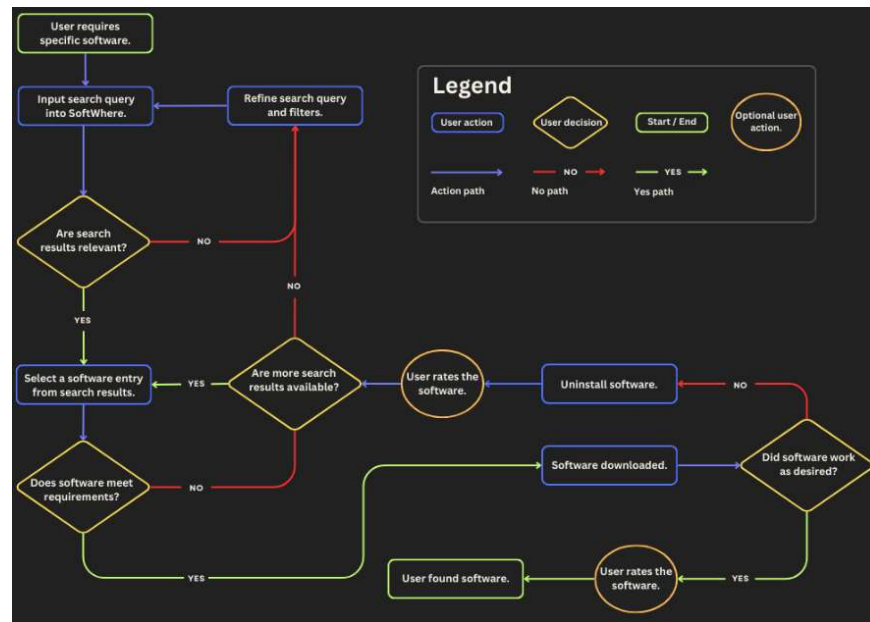 User requires
specific software.
Input search query
into SoftWhere.
Refine search query
and filters.
Legend
User action
User decision
Start / End
Optional user
action.
Action path
NO
No path
YES
Yes path
Are search
results relevant?
NO
NO
YES
Select a software entry
from search results.
YES
Are more search
results available?
User rates the
software.
Uninstall software.
NO
Does software meet
requirements?
NO
Software downloaded.
Did software work
as desired?
YES
User found software.
User rates the
software.
YES